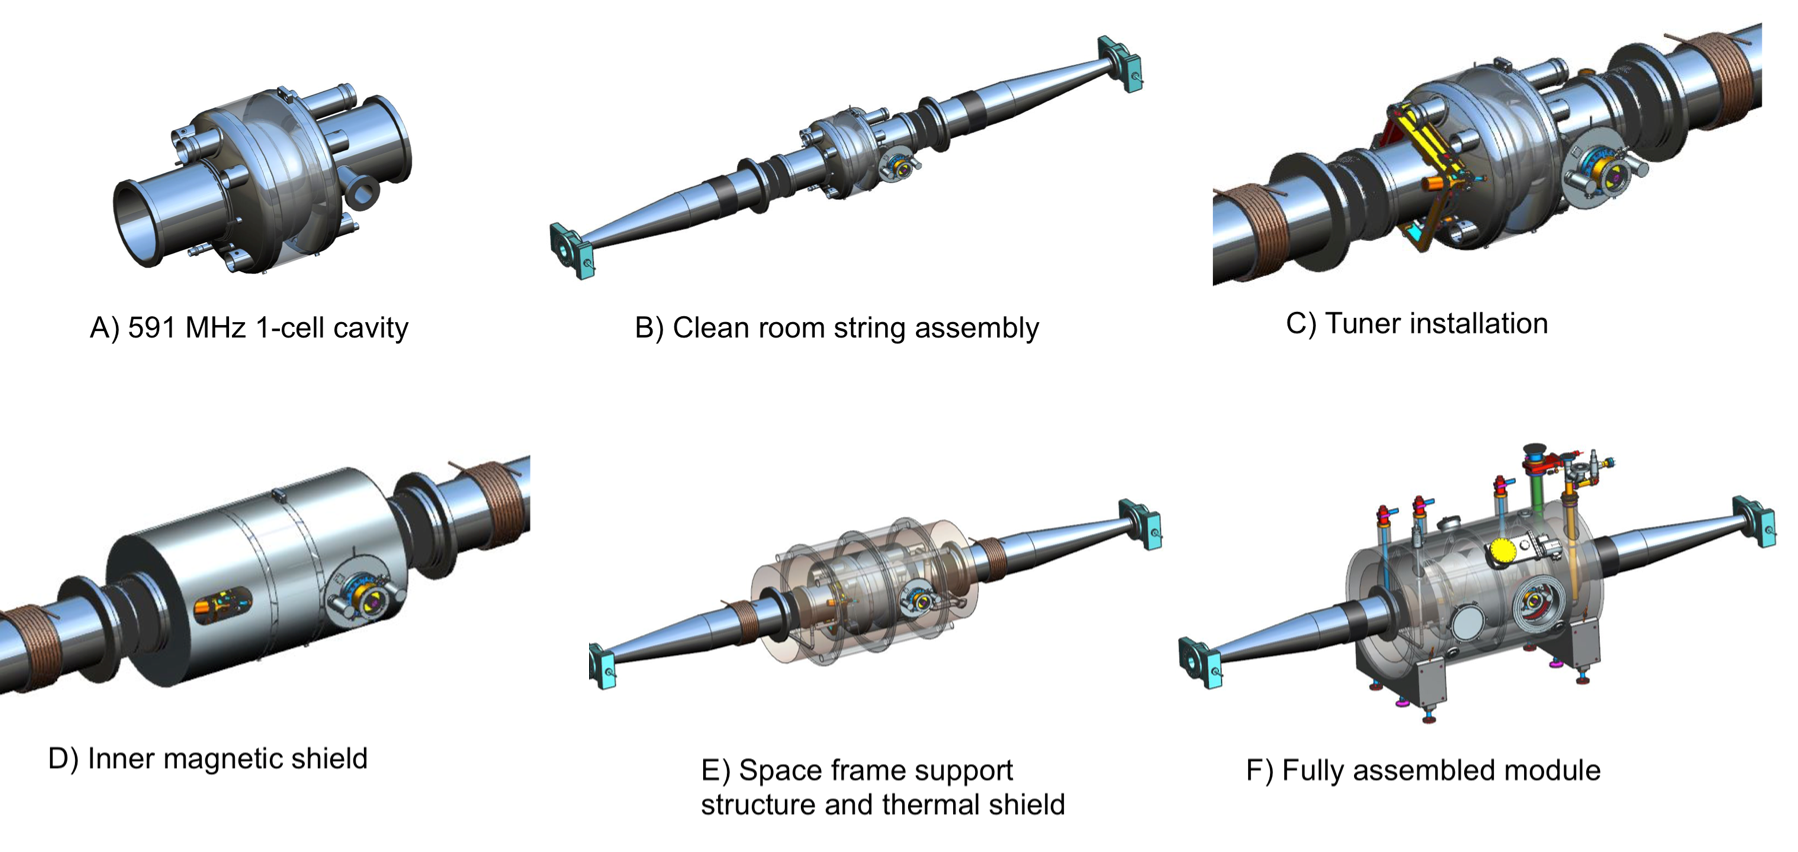 A) 591 MHz 1-cell cavity
B) Clean room string assembly
C) Tuner installation
D) Inner magnetic shield
E) Space frame support
structure and thermal shield
F) Fully assembled module